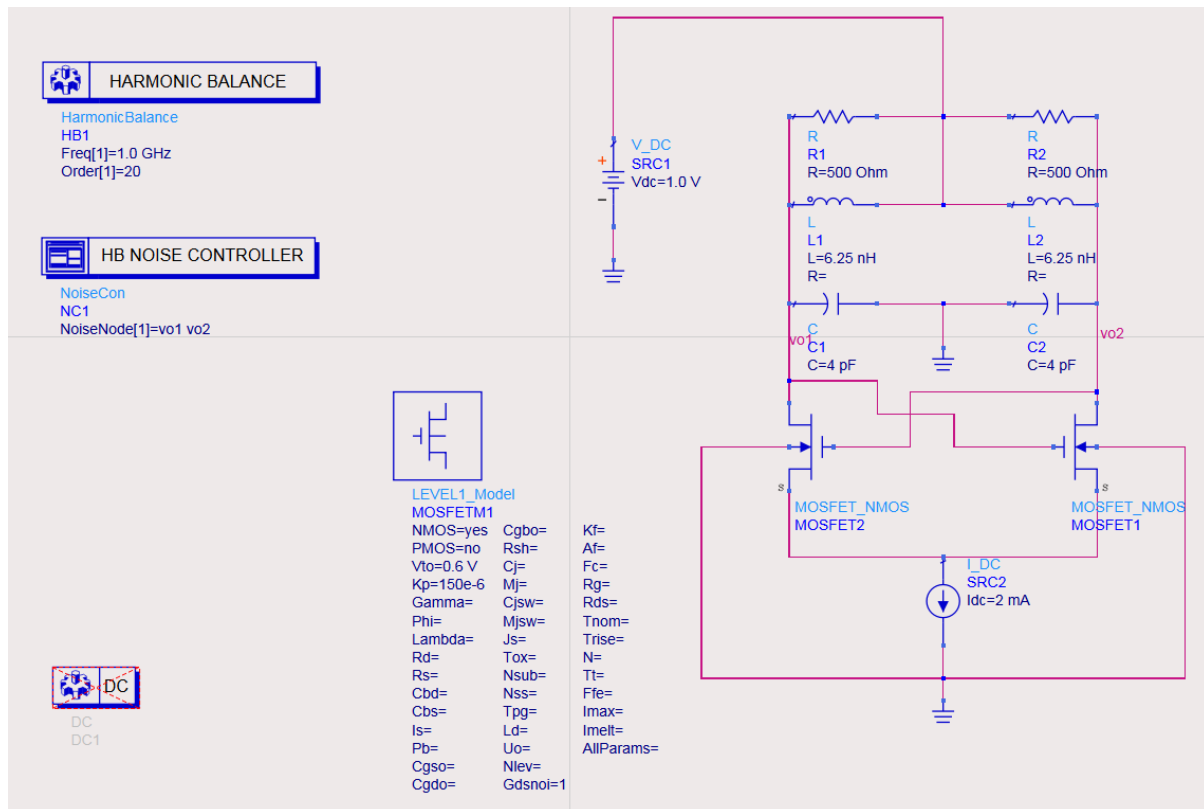 HARMONIC BALANCE
HarmonicBalance
HB1
Freq[1]=1.0 GHz
Order[1]=20
HB NOISE CONTROLLER
NoiseCon
NC1
NoiseNode[1]=vo1 vo2
+
V_DC
SRC1
Vdc=1.0 V
R
R1
R=500 Ohm
R
R2
R=500 Ohm
L
L1
L=6.25 nH
R=
L
L2
L=6.25 nH
R=
vo1
C
C1
C=4 pF
C
C2
C=4 pF
vo2
s
MOSFET_NMOS
MOSFET2
s
MOSFET_NMOS
MOSFET1
I_DC
SRC2
Idc=2 mA
LEVEL1_Model
MOSFETM1
NMOS=yes Cgbo= Kf=
PMOS=no Rsh= Af=
Vto=0.6 V Cj= Fc=
Kp=150e-6 Mj= Rg=
Gamma= Cjsw= Rds=
Phi= Mjsw= Tnom=
Lambda= Js= Trise=
Rd= Tox= N=
Rs= Nsub= Tt=
Cbd= Nss= Ffe=
Cbs= Tpg= Imax=
Is= Ld= Imelt=
Pb= Uo= AllParams=
Cgso= Nlev=
Cgdo= Gdsnoi=1
DC
DC
DC1